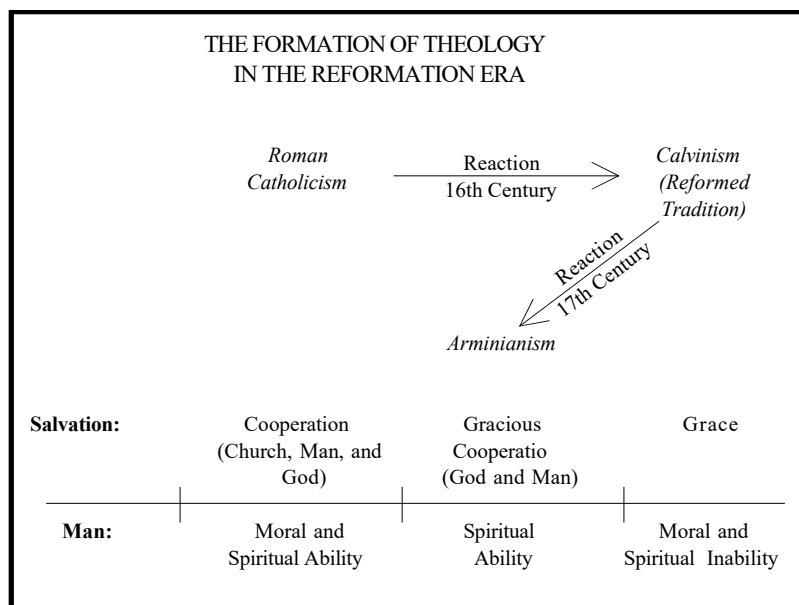 THE FORMATION OF THEOLOGY
IN THE REFORMATION ERA
Roman
Catholicism
Reaction
16th Century
Calvinism
(Reformed
Tradition)
Reaction
17th Century
Arminianism
Salvation:
Cooperation
(Church, Man, and
God)
Gracious
Cooperatio
(God and Man)
Grace
Man:
Moral and
Spiritual Ability
Spiritual
Ability
Moral and
Spiritual Inability